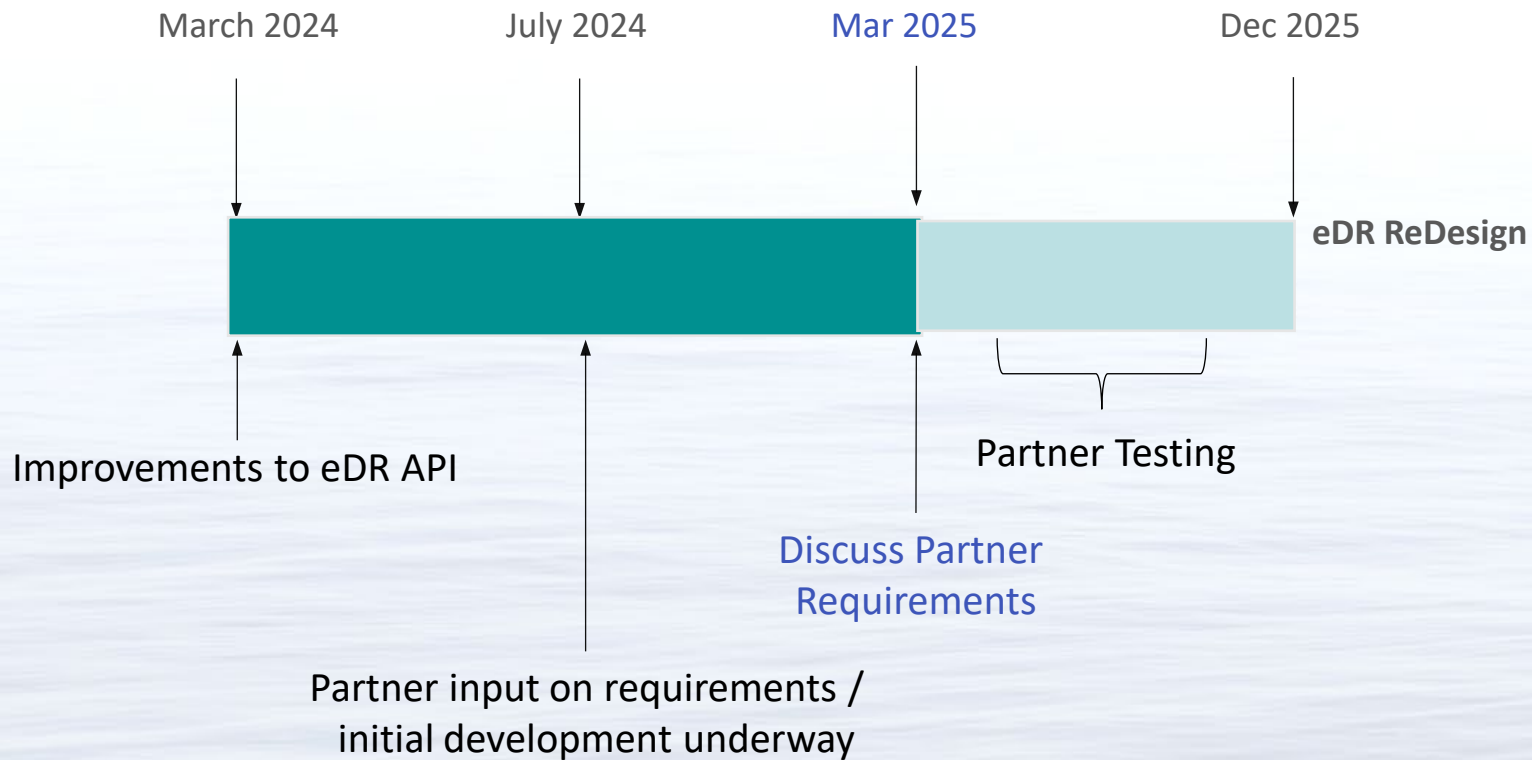 March 2024
July 2024
Mar 2025
Dec 2025
eDR ReDesign
Improvements to eDR API
Partner Testing
Discuss Partner
Requirements
Partner input on requirements /
initial development underway